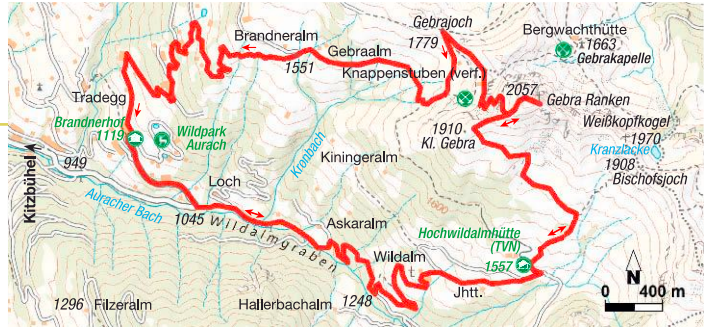 Gebrajoch
1779
Brandneralm
Bergwachthütte
1663
Gebrakapelle
Gebraalm
1551
Knappenstuben (verf.)
2057
Gebra Ranken
Tradegg
Brandnerhof
1119
Wildpark
Aurach
1910
Kl. Gebra
Weißkopfkogel
1970
Kranzlacke
1908
Bischofsjoch
Kitzbühel
949
Kronbach
Kiningeralm
Auracher Bach
Loch
1045
Wildalmgraben
Askaralm
1600
Hochwildalmhütte
(TVN)
1557
Wildalm
Jhtt.
1296
Filzeralm
Hallerbachalm
1248
N
0
400 m